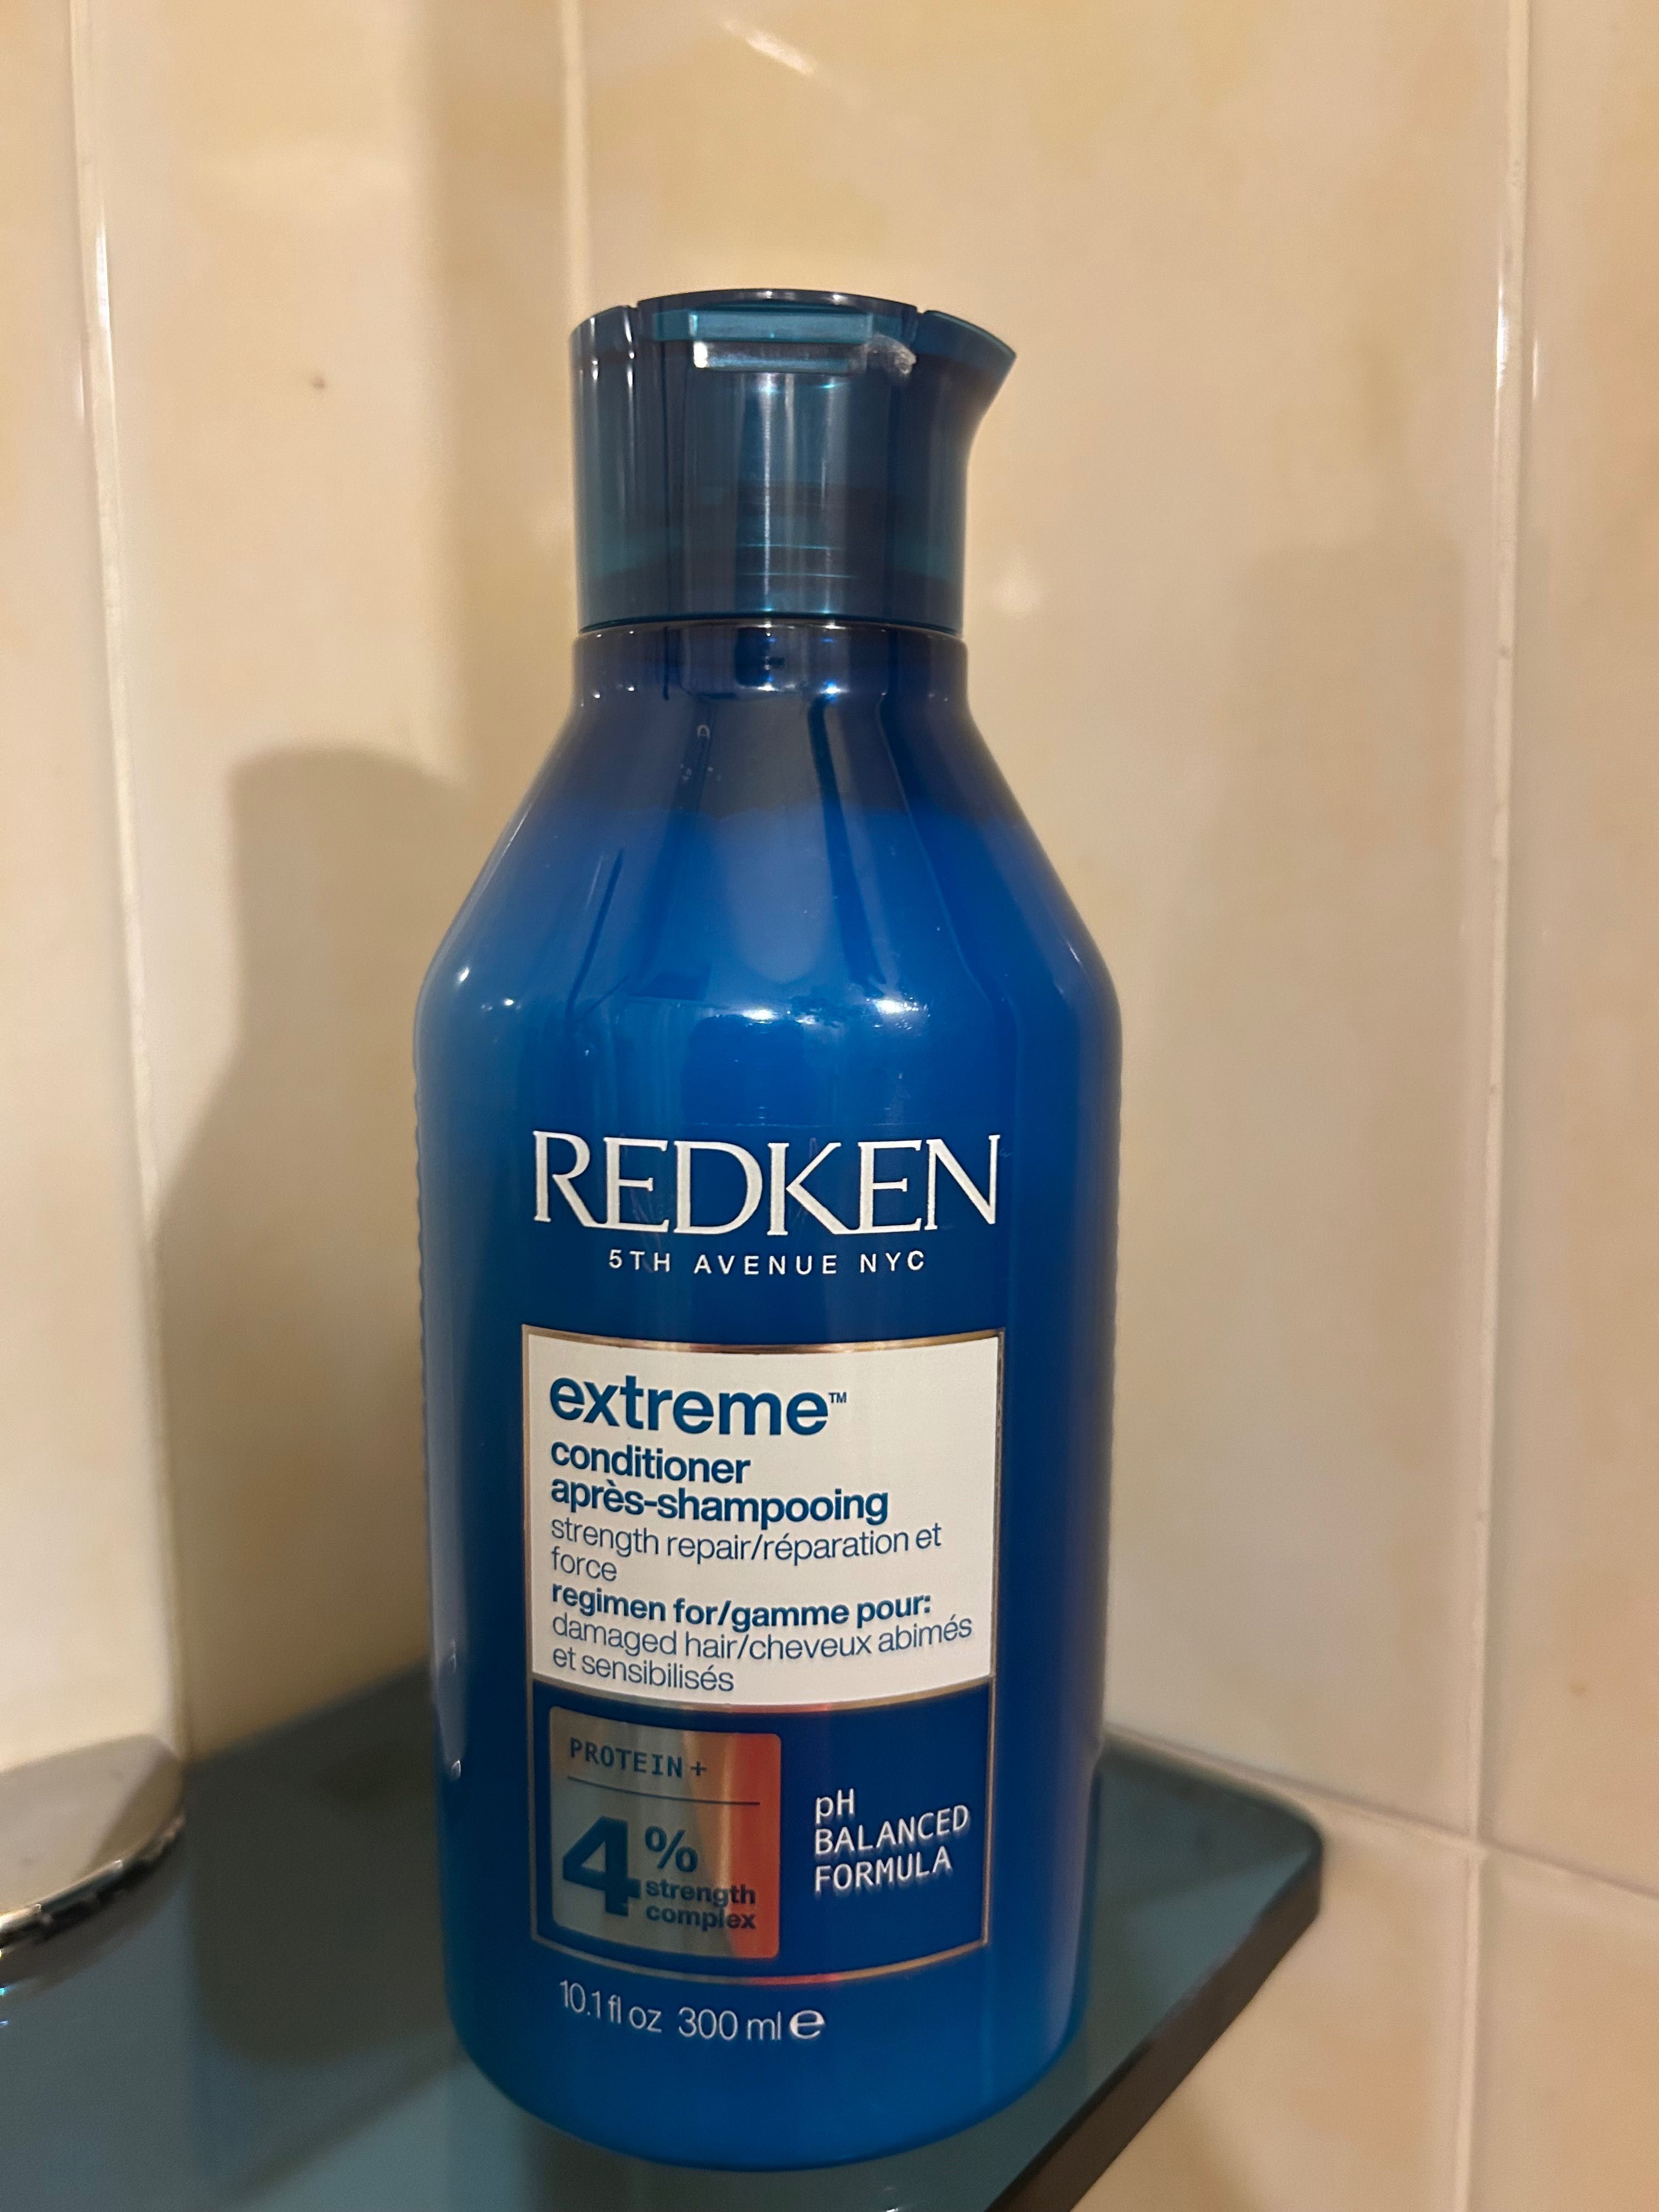 REDKEN
5TH AVENUE NYC
extreme™
conditioner
après-shampooing
strength repair/réparation et
force
regimen for/gamme pour:
damaged hair/cheveux abimés
et sensibilisés
PROTEIN+
4%
strength
complex
pH
BALANCED
FORMULA
10.1 fl oz 300 ml ℮